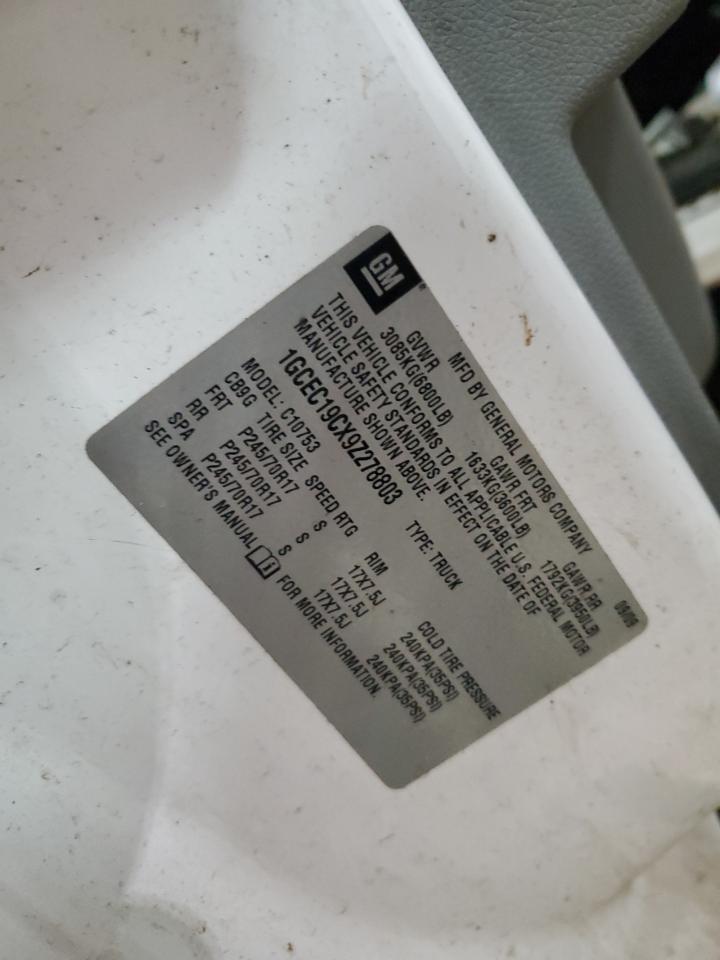 GM
MFD BY GENERAL MOTORS COMPANY 09/09
GVWR GAWR FRT GAWR RR
3085KG(6800LB) 1633KG(3600LB) 1792KG(3950LB)
THIS VEHICLE CONFORMS TO ALL APPLICABLE U.S. FEDERAL MOTOR
VEHICLE SAFETY STANDARDS IN EFFECT ON THE DATE OF
MANUFACTURE SHOWN ABOVE.
1GCEC19CX9Z278803 TYPE: TRUCK
MODEL: C10753
CB9G TIRE SIZE SPEED RTG RIM COLD TIRE PRESSURE
FRT P245/70R17 S 17X7.5J 240KPA(35PSI)
RR P245/70R17 S 17X7.5J 240KPA(35PSI)
SPA P245/70R17 S 17X7.5J 240KPA(35PSI)
SEE OWNER'S MANUAL FOR MORE INFORMATION.